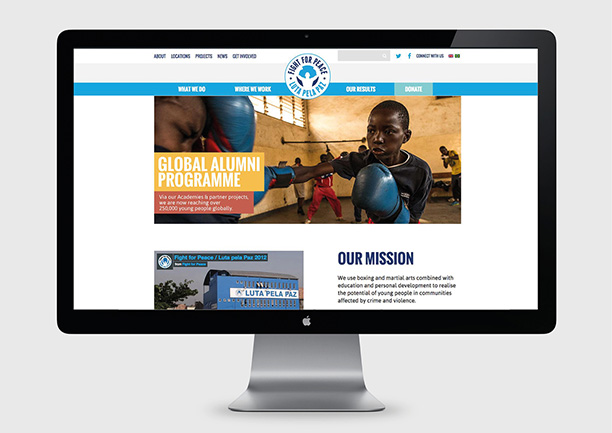 ABOUT LOCATIONS PROJECTS NEWS GET INVOLVED
CONNECT WITH US
FIGHT FOR PEACE
LUTA PELA PAZ
WHAT WE DO WHERE WE WORK OUR RESULTS DONATE
GLOBAL ALUMNI
PROGRAMME
Via our Academies & partner projects,
we are now reaching over
250,000 young people globally.
Fight for Peace / Luta pela Paz 2012
from Fight for Peace
LUTA PELA PAZ
OUR MISSION
We use boxing and martial arts combined with
education and personal development to realise
the potential of young people in communities
affected by crime and violence.